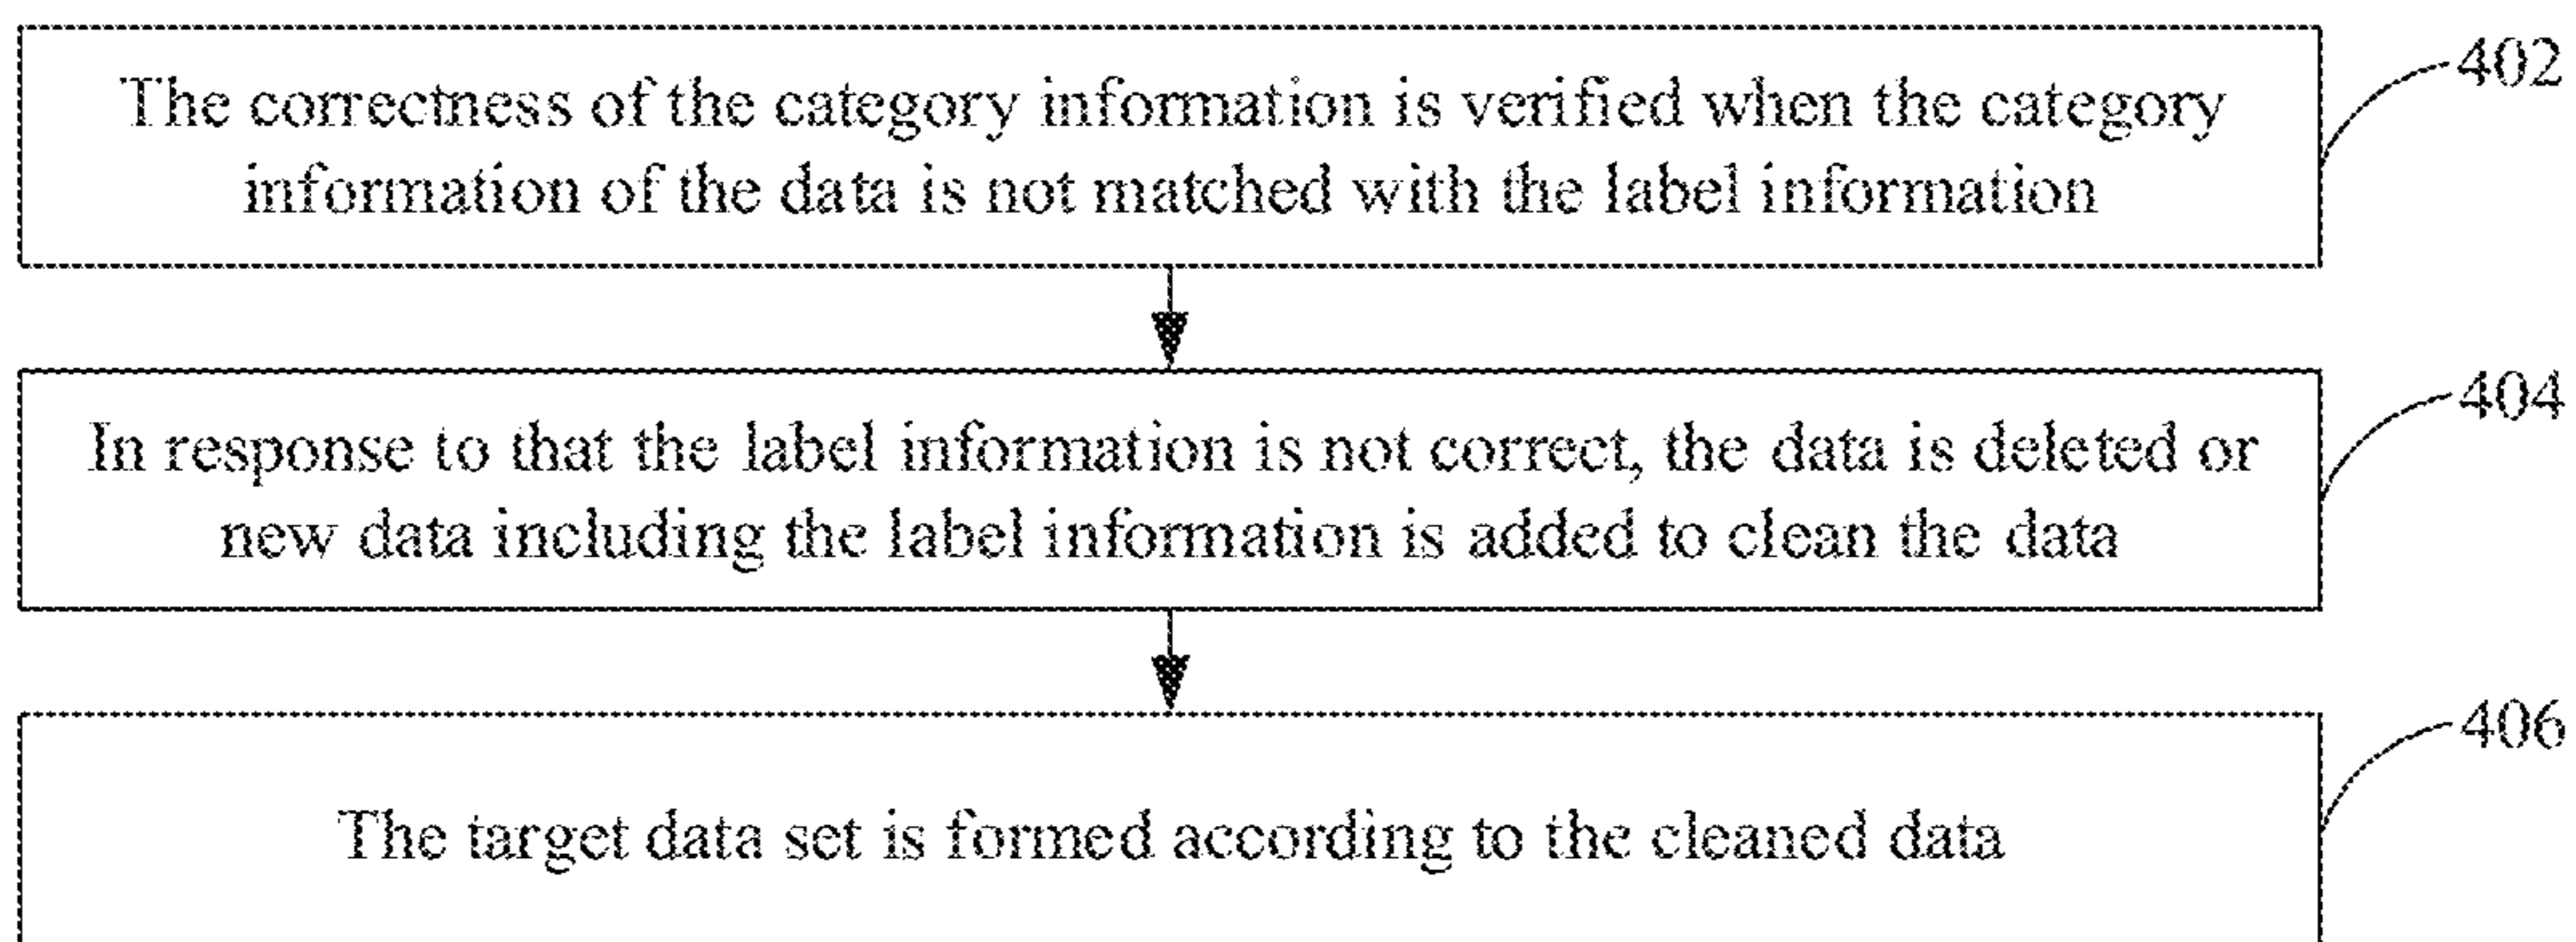 The correctness of the category information is verified when the category
information of the data is not matched with the label information
402
In response to that the label information is not correct, the data is deleted or
new data including the label information is added to clean the data
404
The target data set is formed according to the cleaned data
406